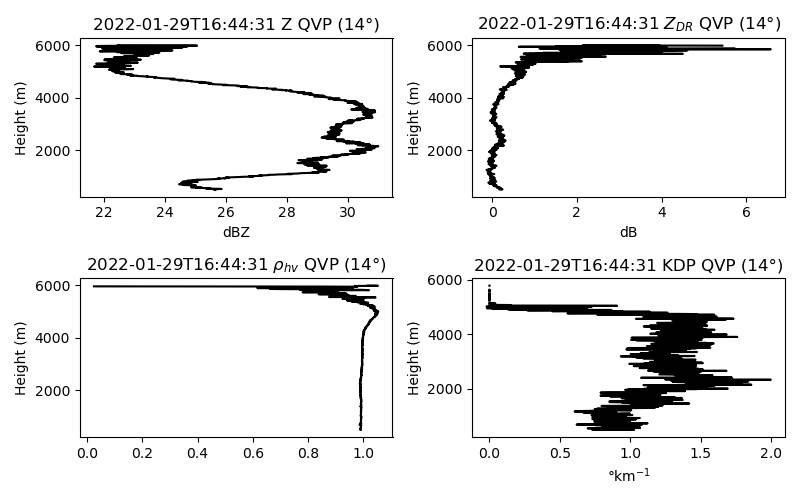 2022-01-29T16:44:31 Z QVP (14°)
6000
4000
2000
Height (m)
22 24 26 28 30
dBZ
2022-01-29T16:44:31 Z_DR QVP (14°)
6000
4000
2000
Height (m)
0 2 4 6
dB
2022-01-29T16:44:31 ρ_hv QVP (14°)
6000
4000
2000
Height (m)
0.0 0.2 0.4 0.6 0.8 1.0
2022-01-29T16:44:31 KDP QVP (14°)
6000
4000
2000
Height (m)
0.0 0.5 1.0 1.5 2.0
°km⁻¹